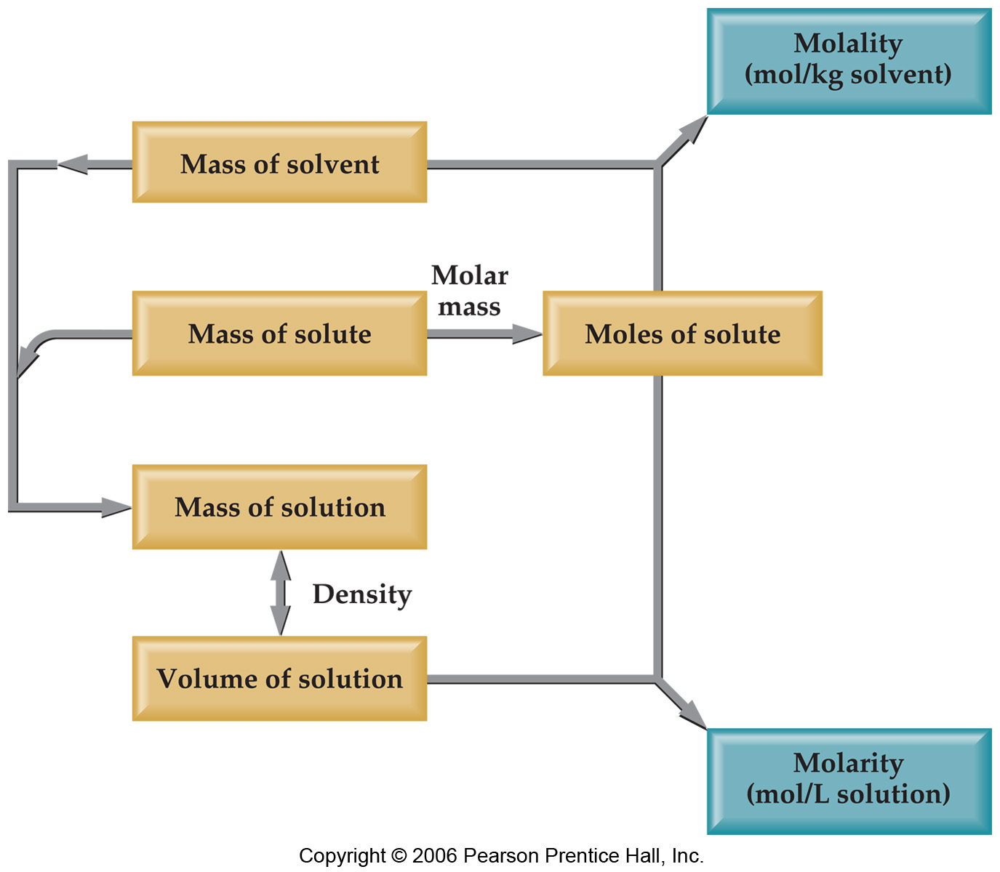 Molality
(mol/kg solvent)
Mass of solvent
Molar
mass
Mass of solute
Moles of solute
Mass of solution
Density
Volume of solution
Molarity
(mol/L solution)
Copyright © 2006 Pearson Prentice Hall, Inc.